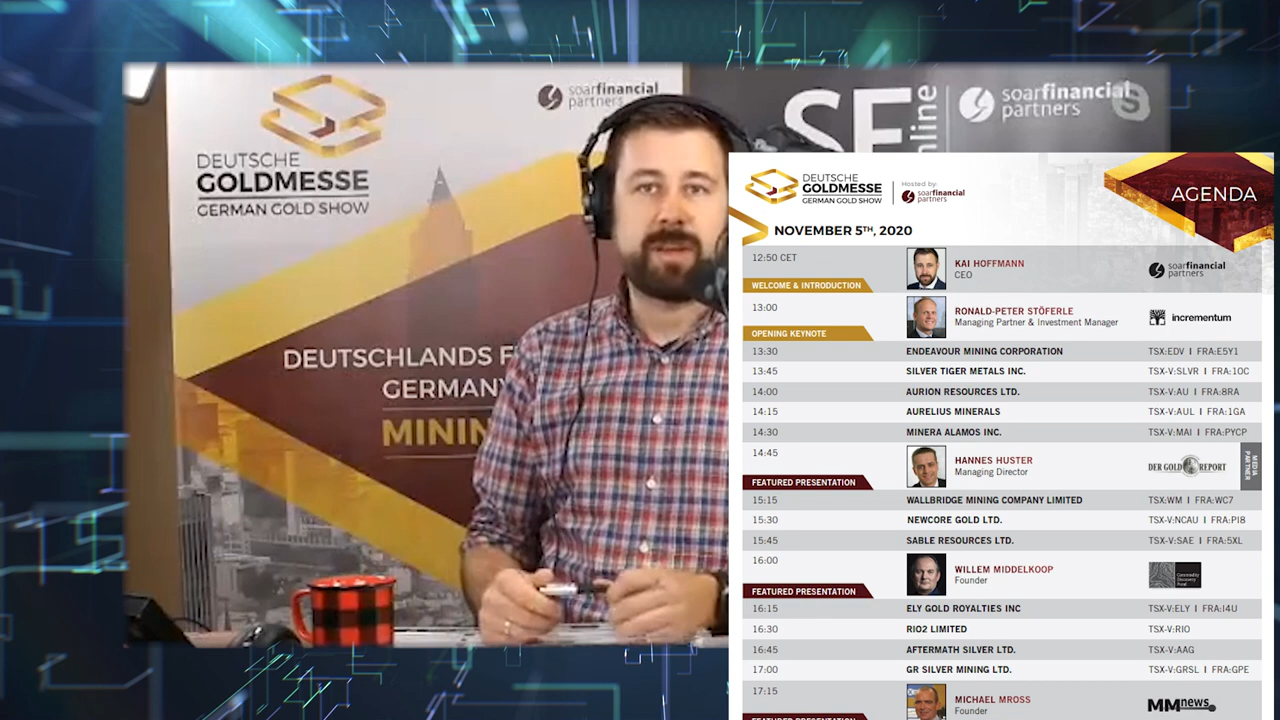 DEUTSCHE
GOLDMESSE
GERMAN GOLD SHOW
soarfinancial
partners
SF
nline
soarfinancial
partners
S
DEUTSCHLANDS F
GERMANY
MININ
DEUTSCHE
GOLDMESSE
GERMAN GOLD SHOW
Hosted by:
soarfinancial
partners
AGENDA
NOVEMBER 5TH, 2020
12:50 CET
KAI HOFFMANN
CEO
soarfinancial
partners
WELCOME & INTRODUCTION
13:00
RONALD-PETER STÖFERLE
Managing Partner & Investment Manager
incrementum
OPENING KEYNOTE
13:30 ENDEAVOUR MINING CORPORATION TSX:EDV I FRA:E5Y1
13:45 SILVER TIGER METALS INC. TSX-V:SLVR I FRA:1OC
14:00 AURION RESOURCES LTD. TSX-V:AU I FRA:8RA
14:15 AURELIUS MINERALS TSX-V:AUL I FRA:1GA
14:30 MINERA ALAMOS INC. TSX-V:MAI I FRA:PYCP
14:45
HANNES HUSTER
Managing Director
DER GOLD REPORT
MEDIA
PARTNER
FEATURED PRESENTATION
15:15 WALLBRIDGE MINING COMPANY LIMITED TSX:WM I FRA:WC7
15:30 NEWCORE GOLD LTD. TSX-V:NCAU I FRA:PI8
15:45 SABLE RESOURCES LTD. TSX-V:SAE I FRA:5XL
16:00
WILLEM MIDDELKOOP
Founder
Commodity
Discovery
Fund
FEATURED PRESENTATION
16:15 ELY GOLD ROYALTIES INC TSX-V:ELY I FRA:I4U
16:30 RIO2 LIMITED TSX-V:RIO
16:45 AFTERMATH SILVER LTD. TSX-V:AAG
17:00 GR SILVER MINING LTD. TSX-V:GRSL I FRA:GPE
17:15
MICHAEL MROSS
Founder
MMnews
FEATURED PRESENTATION